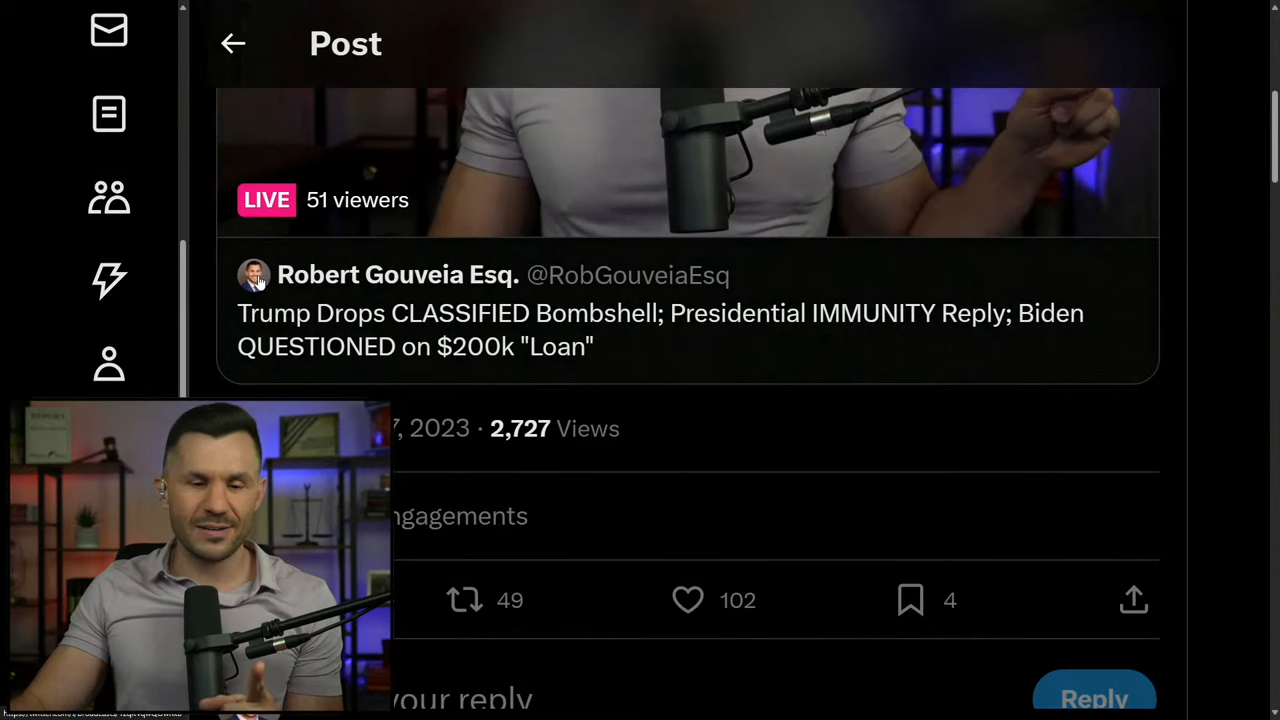 Post
LIVE 51 viewers
Robert Gouveia Esq. @RobGouveiaEsq
Trump Drops CLASSIFIED Bombshell; Presidential IMMUNITY Reply; Biden
QUESTIONED on $200k "Loan"
7, 2023 · 2,727 Views
ngagements
49 102 4
your reply
Reply